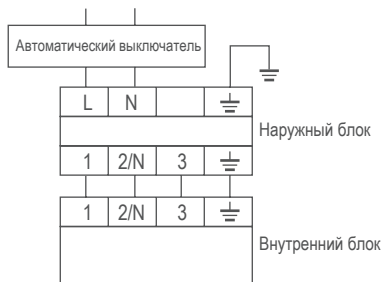 Автоматический выключатель
L N
Наружный блок
1 2/N 3
1 2/N 3
Внутренний блок